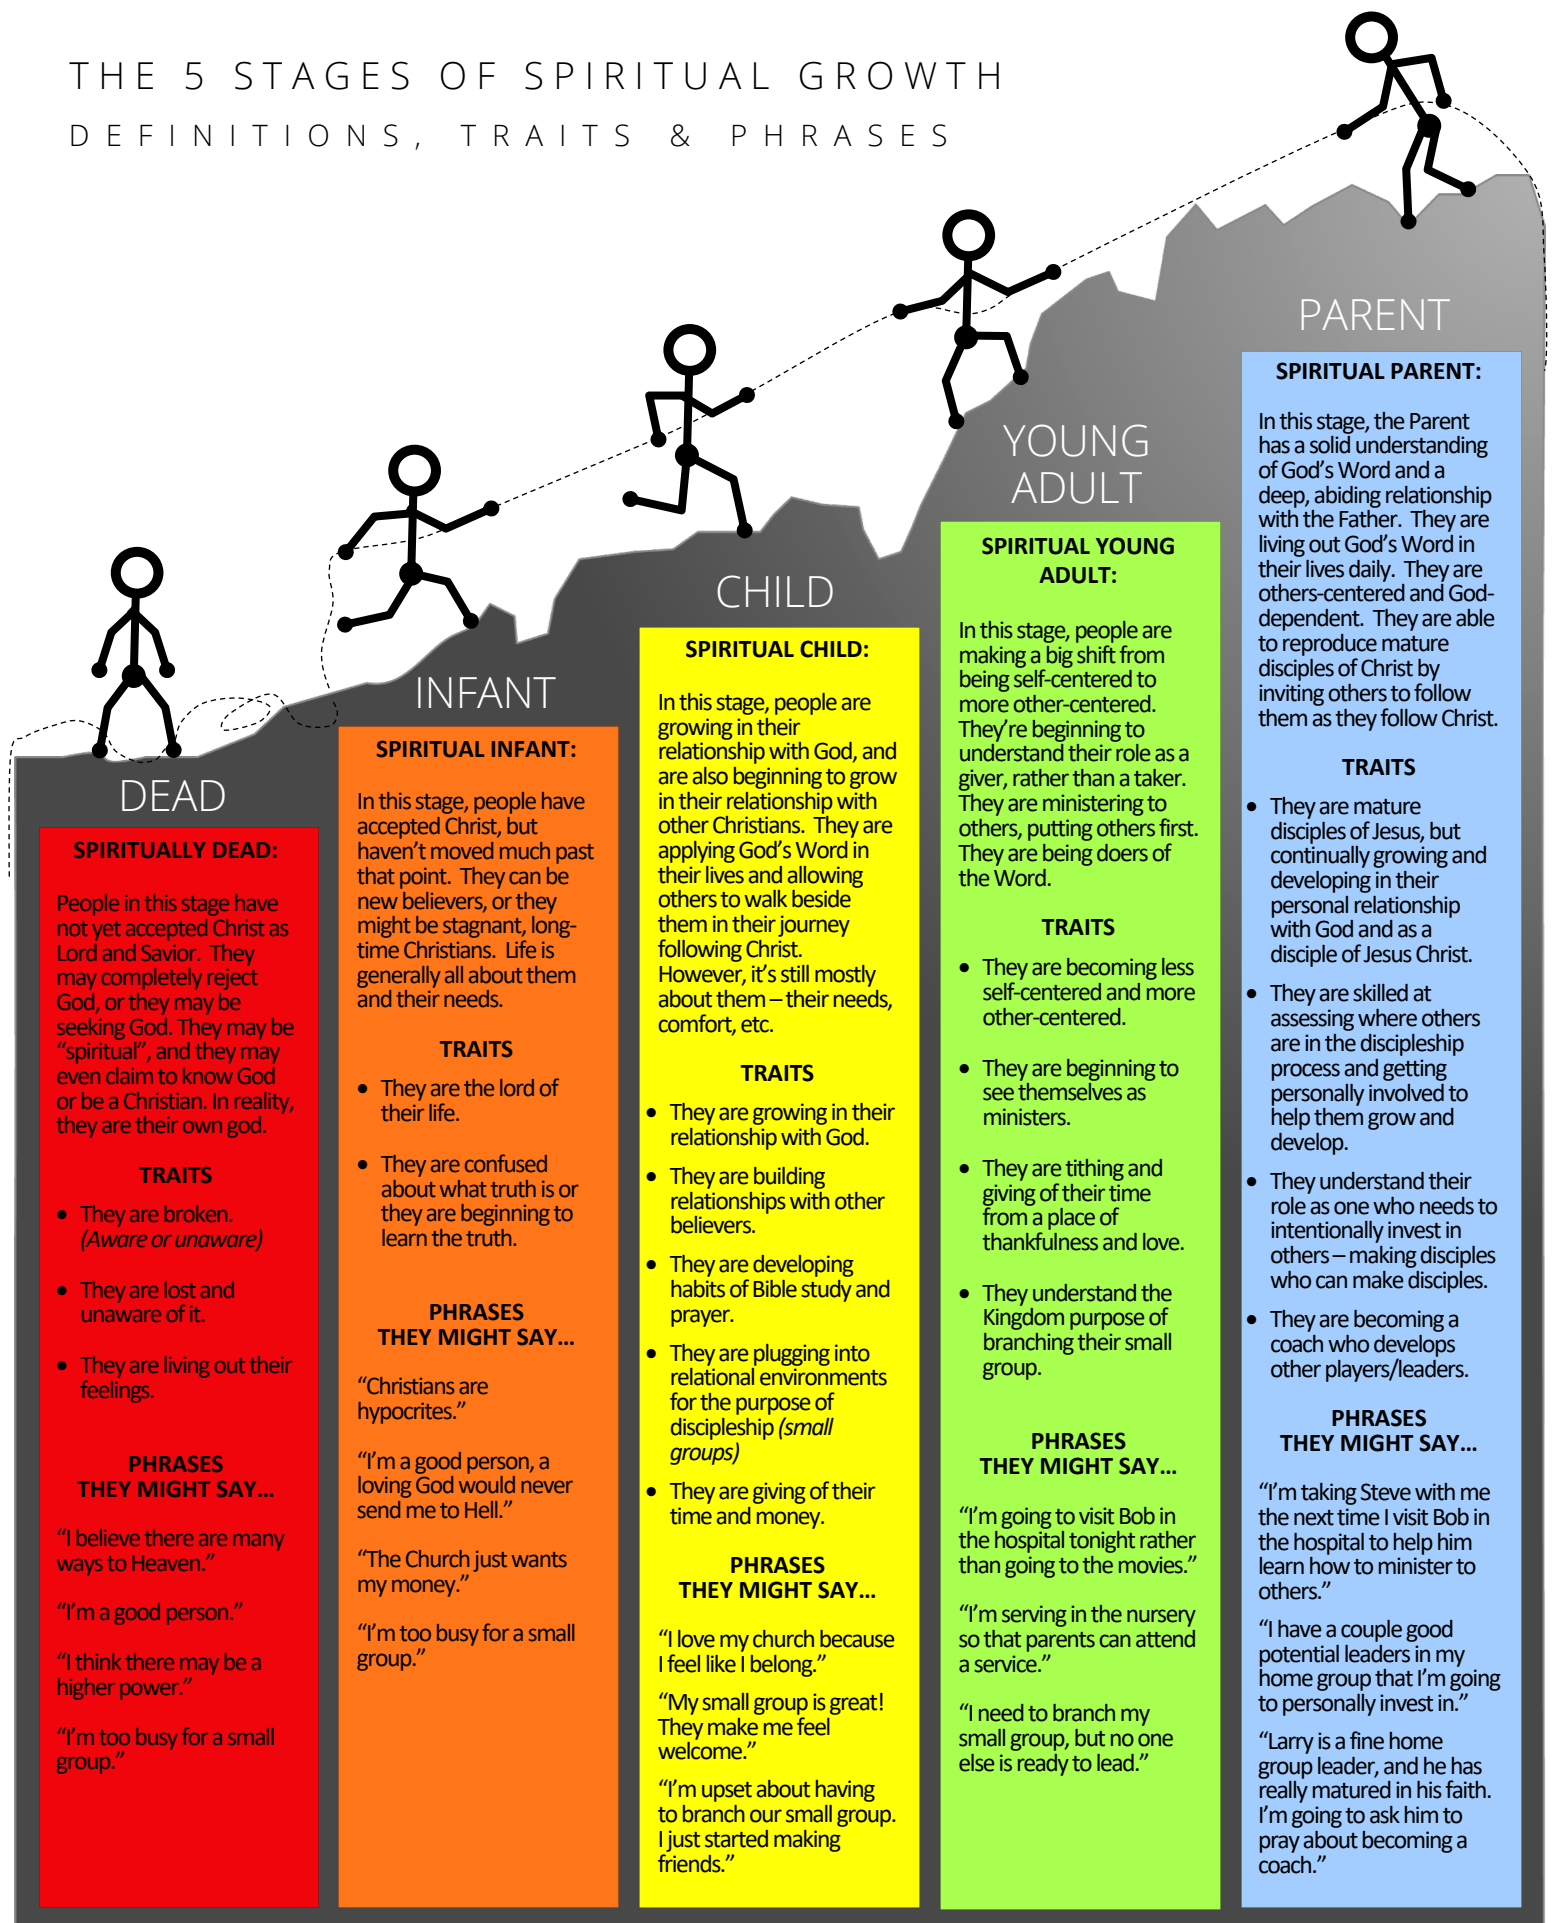 THE 5 STAGES OF SPIRITUAL GROWTH
DEFINITIONS, TRAITS & PHRASES
DEAD
SPIRITUALLY DEAD:
People in this stage have
not yet accepted Christ as
Lord and Savior.  They
may completely reject
God, or they may be
seeking God. They may be
“spiritual”, and they may
even claim to know God
or be a Christian. In reality,
they are their own god.
TRAITS
• They are broken.
(Aware or unaware)
• They are lost and
unaware of it.
• They are living out their
feelings.
PHRASES
THEY MIGHT SAY…
“I believe there are many
ways to Heaven.”
“I’m a good person.”
“I think there may be a
higher power.”
“I’m too busy for a small
group.”
INFANT
SPIRITUAL INFANT:
In this stage, people have
accepted Christ, but
haven’t moved much past
that point.  They can be
new believers, or they
might be stagnant, long-
time Christians.  Life is
generally all about them
and their needs.
TRAITS
• They are the lord of
their life.
• They are confused
about what truth is or
they are beginning to
learn the truth.
PHRASES
THEY MIGHT SAY…
“Christians are
hypocrites.”
“I’m a good person, a
loving God would never
send me to Hell.”
“The Church just wants
my money.”
“I’m too busy for a small
group.”
CHILD
SPIRITUAL CHILD:
In this stage, people are
growing in their
relationship with God, and
are also beginning to grow
in their relationship with
other Christians.  They are
applying God’s Word in
their lives and allowing
others to walk beside
them in their journey
following Christ.
However, it’s still mostly
about them – their needs,
comfort, etc.
TRAITS
• They are growing in their
relationship with God.
• They are building
relationships with other
believers.
• They are developing
habits of Bible study and
prayer.
• They are plugging into
relational environments
for the purpose of
discipleship (small
groups)
• They are giving of their
time and money.
PHRASES
THEY MIGHT SAY…
“I love my church because
I feel like I belong.”
“My small group is great!
They make me feel
welcome.”
“I’m upset about having
to branch our small group.
I just started making
friends.”
YOUNG
ADULT
SPIRITUAL YOUNG
ADULT:
In this stage, people are
making a big shift from
being self-centered to
more other-centered.
They’re beginning to
understand their role as a
giver, rather than a taker.
They are ministering to
others, putting others first.
They are being doers of
the Word.
TRAITS
• They are becoming less
self-centered and more
other-centered.
• They are beginning to
see themselves as
ministers.
• They are tithing and
giving of their time
from a place of
thankfulness and love.
• They understand the
Kingdom purpose of
branching their small
group.
PHRASES
THEY MIGHT SAY…
“I’m going to visit Bob in
the hospital tonight rather
than going to the movies.”
“I’m serving in the nursery
so that parents can attend
a service.”
“I need to branch my
small group, but no one
else is ready to lead.”
PARENT
SPIRITUAL PARENT:
In this stage, the Parent
has a solid understanding
of God’s Word and a
deep, abiding relationship
with the Father.  They are
living out God’s Word in
their lives daily.  They are
others-centered and God-
dependent.  They are able
to reproduce mature
disciples of Christ by
inviting others to follow
them as they follow Christ.
TRAITS
• They are mature
disciples of Jesus, but
continually growing and
developing in their
personal relationship
with God and as a
disciple of Jesus Christ.
• They are skilled at
assessing where others
are in the discipleship
process and getting
personally involved to
help them grow and
develop.
• They understand their
role as one who needs to
intentionally invest in
others – making disciples
who can make disciples.
• They are becoming a
coach who develops
other players/leaders.
PHRASES
THEY MIGHT SAY…
“I’m taking Steve with me
the next time I visit Bob in
the hospital to help him
learn how to minister to
others.”
“I have a couple good
potential leaders in my
home group that I’m going
to personally invest in.”
“Larry is a fine home
group leader, and he has
really matured in his faith.
I’m going to ask him to
pray about becoming a
coach.”